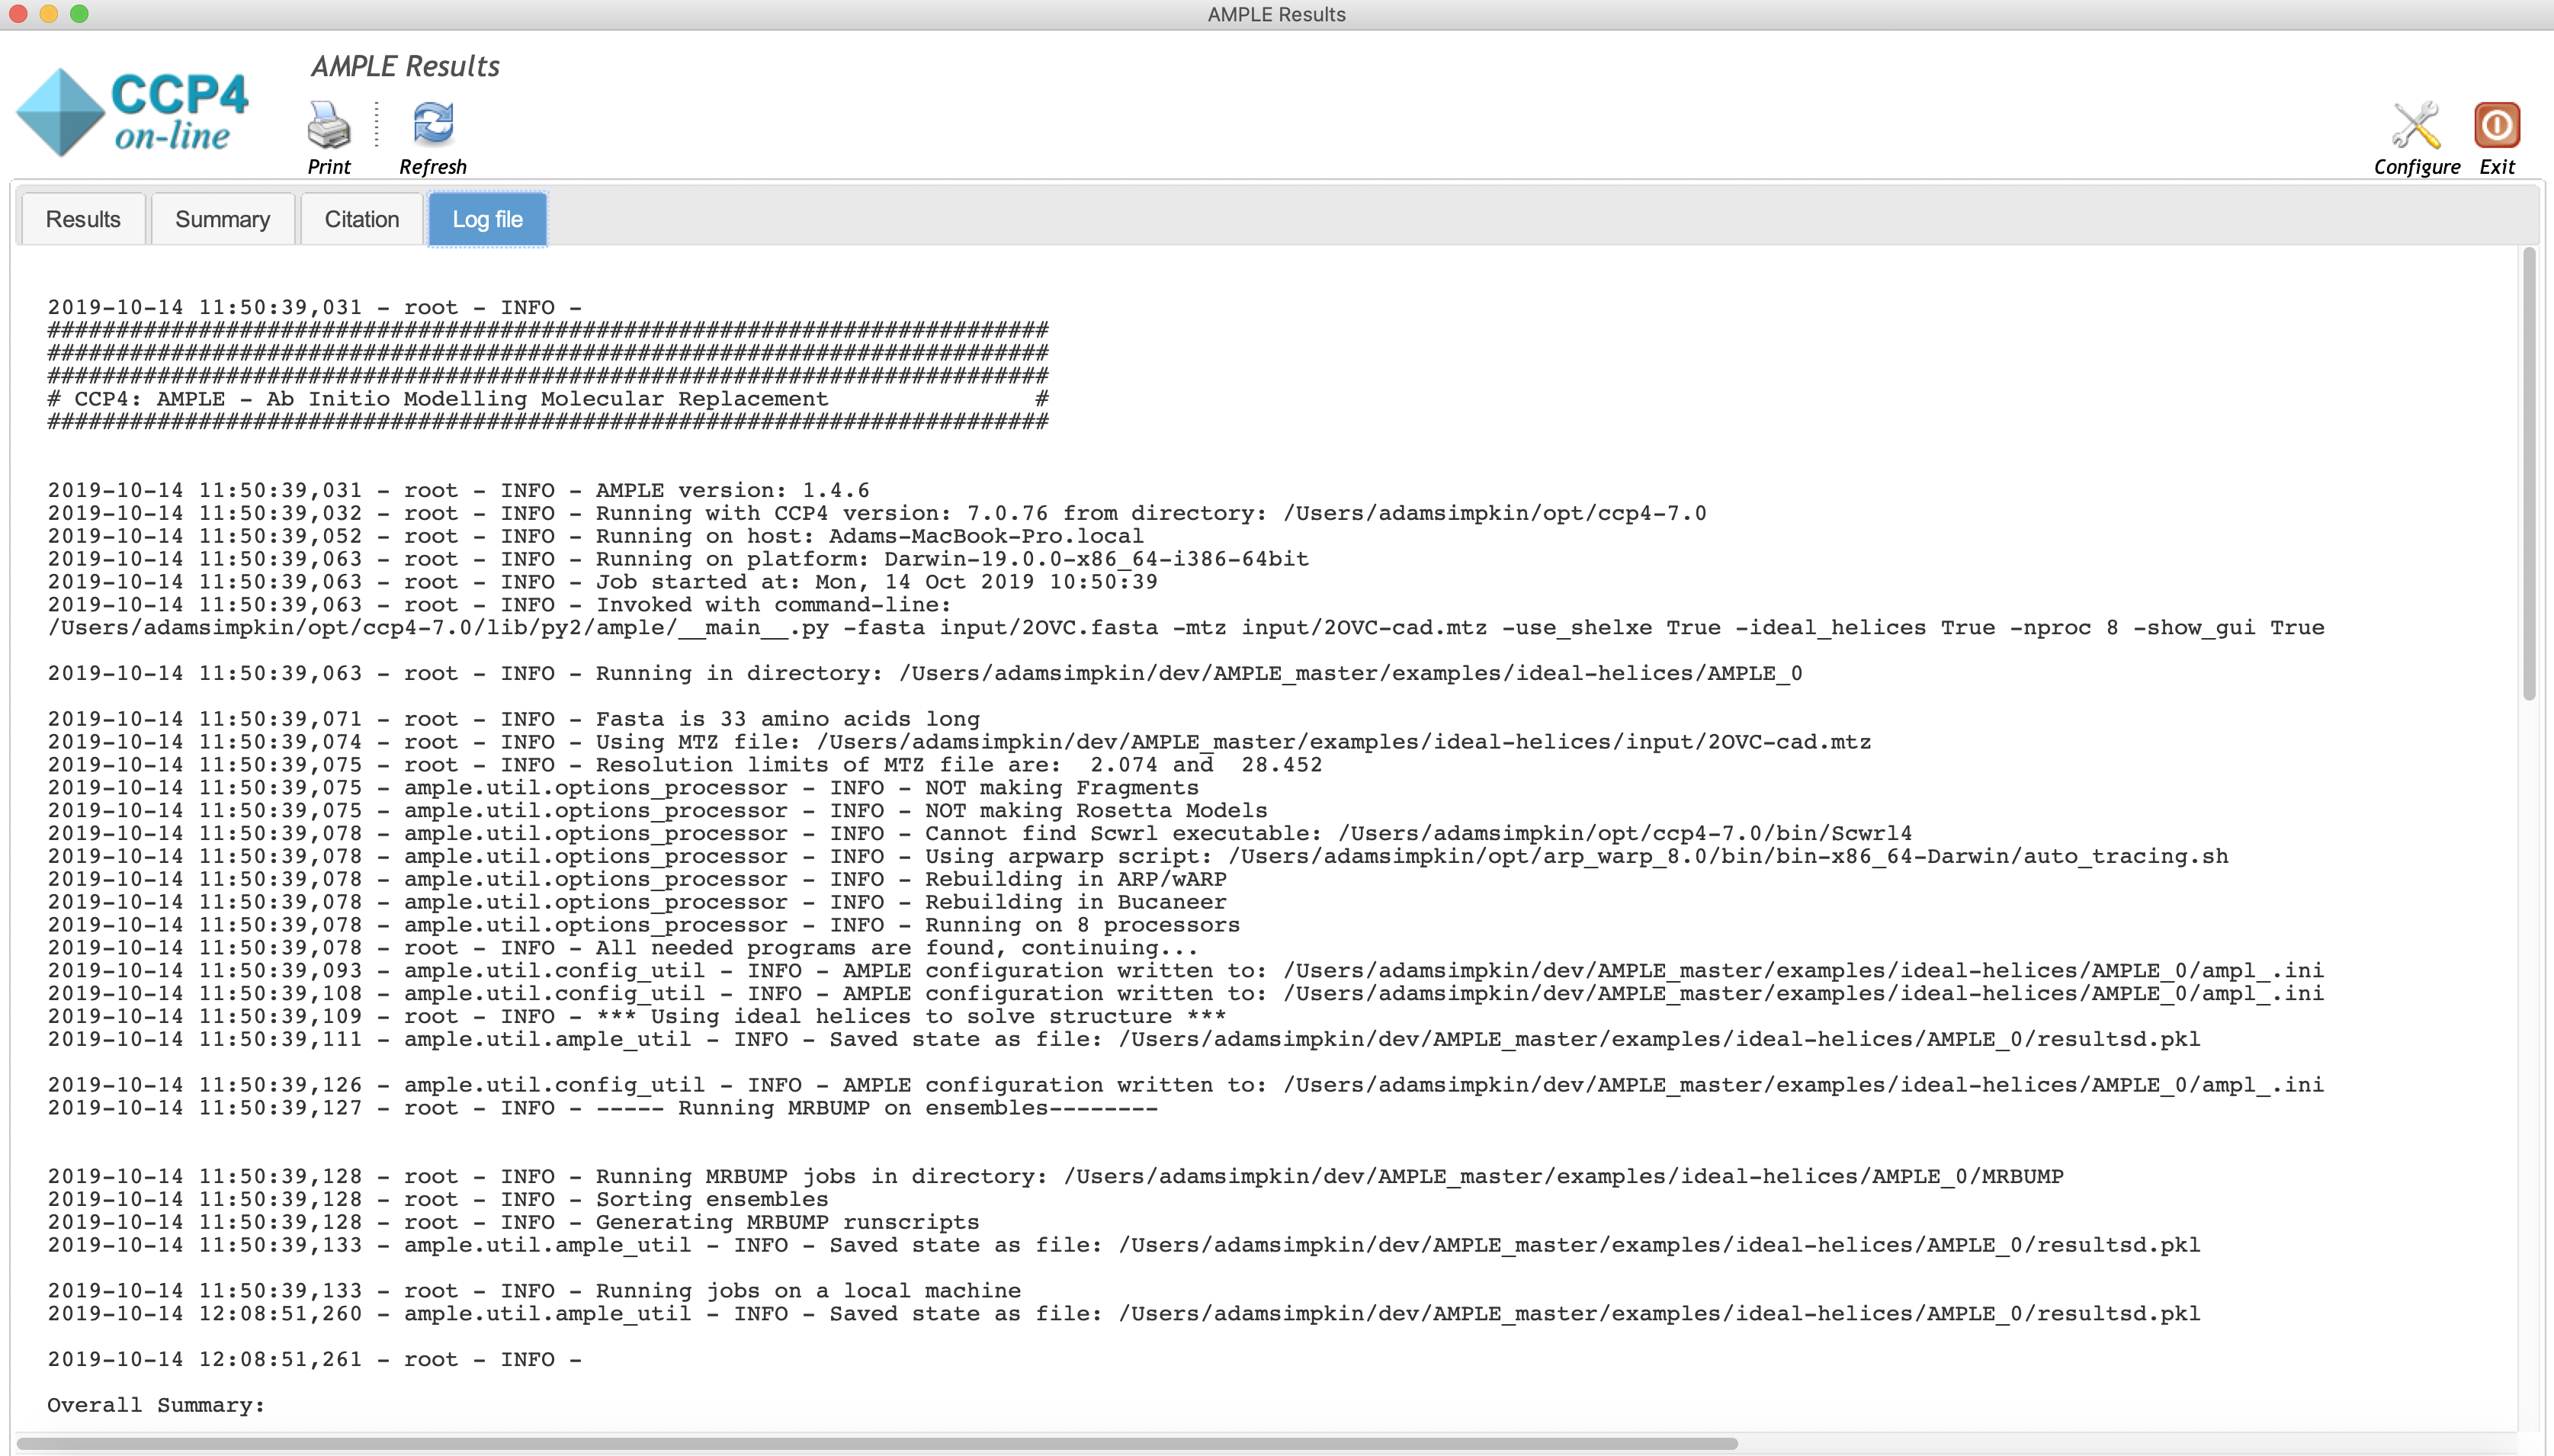 AMPLE Results
CCP4
on-line
AMPLE Results
Print
Refresh
Configure
Exit
Results
Summary
Citation
Log file
2019-10-14 11:50:39,031 - root - INFO -
#########################################################################
#########################################################################
#########################################################################
# CCP4: AMPLE - Ab Initio Modelling Molecular Replacement               #
#########################################################################
2019-10-14 11:50:39,031 - root - INFO - AMPLE version: 1.4.6
2019-10-14 11:50:39,032 - root - INFO - Running with CCP4 version: 7.0.76 from directory: /Users/adamsimpkin/opt/ccp4-7.0
2019-10-14 11:50:39,052 - root - INFO - Running on host: Adams-MacBook-Pro.local
2019-10-14 11:50:39,063 - root - INFO - Running on platform: Darwin-19.0.0-x86_64-i386-64bit
2019-10-14 11:50:39,063 - root - INFO - Job started at: Mon, 14 Oct 2019 10:50:39
2019-10-14 11:50:39,063 - root - INFO - Invoked with command-line:
/Users/adamsimpkin/opt/ccp4-7.0/lib/py2/ample/__main__.py -fasta input/2OVC.fasta -mtz input/2OVC-cad.mtz -use_shelxe True -ideal_helices True -nproc 8 -show_gui True
2019-10-14 11:50:39,063 - root - INFO - Running in directory: /Users/adamsimpkin/dev/AMPLE_master/examples/ideal-helices/AMPLE_0
2019-10-14 11:50:39,071 - root - INFO - Fasta is 33 amino acids long
2019-10-14 11:50:39,074 - root - INFO - Using MTZ file: /Users/adamsimpkin/dev/AMPLE_master/examples/ideal-helices/input/2OVC-cad.mtz
2019-10-14 11:50:39,075 - root - INFO - Resolution limits of MTZ file are:  2.074 and  28.452
2019-10-14 11:50:39,075 - ample.util.options_processor - INFO - NOT making Fragments
2019-10-14 11:50:39,075 - ample.util.options_processor - INFO - NOT making Rosetta Models
2019-10-14 11:50:39,078 - ample.util.options_processor - INFO - Cannot find Scwrl executable: /Users/adamsimpkin/opt/ccp4-7.0/bin/Scwrl4
2019-10-14 11:50:39,078 - ample.util.options_processor - INFO - Using arpwarp script: /Users/adamsimpkin/opt/arp_warp_8.0/bin/bin-x86_64-Darwin/auto_tracing.sh
2019-10-14 11:50:39,078 - ample.util.options_processor - INFO - Rebuilding in ARP/wARP
2019-10-14 11:50:39,078 - ample.util.options_processor - INFO - Rebuilding in Bucaneer
2019-10-14 11:50:39,078 - ample.util.options_processor - INFO - Running on 8 processors
2019-10-14 11:50:39,078 - root - INFO - All needed programs are found, continuing...
2019-10-14 11:50:39,093 - ample.util.config_util - INFO - AMPLE configuration written to: /Users/adamsimpkin/dev/AMPLE_master/examples/ideal-helices/AMPLE_0/ampl_.ini
2019-10-14 11:50:39,108 - ample.util.config_util - INFO - AMPLE configuration written to: /Users/adamsimpkin/dev/AMPLE_master/examples/ideal-helices/AMPLE_0/ampl_.ini
2019-10-14 11:50:39,109 - root - INFO - *** Using ideal helices to solve structure ***
2019-10-14 11:50:39,111 - ample.util.ample_util - INFO - Saved state as file: /Users/adamsimpkin/dev/AMPLE_master/examples/ideal-helices/AMPLE_0/resultsd.pkl
2019-10-14 11:50:39,126 - ample.util.config_util - INFO - AMPLE configuration written to: /Users/adamsimpkin/dev/AMPLE_master/examples/ideal-helices/AMPLE_0/ampl_.ini
2019-10-14 11:50:39,127 - root - INFO - ----- Running MRBUMP on ensembles--------
2019-10-14 11:50:39,128 - root - INFO - Running MRBUMP jobs in directory: /Users/adamsimpkin/dev/AMPLE_master/examples/ideal-helices/AMPLE_0/MRBUMP
2019-10-14 11:50:39,128 - root - INFO - Sorting ensembles
2019-10-14 11:50:39,128 - root - INFO - Generating MRBUMP runscripts
2019-10-14 11:50:39,133 - ample.util.ample_util - INFO - Saved state as file: /Users/adamsimpkin/dev/AMPLE_master/examples/ideal-helices/AMPLE_0/resultsd.pkl
2019-10-14 11:50:39,133 - root - INFO - Running jobs on a local machine
2019-10-14 12:08:51,260 - ample.util.ample_util - INFO - Saved state as file: /Users/adamsimpkin/dev/AMPLE_master/examples/ideal-helices/AMPLE_0/resultsd.pkl
2019-10-14 12:08:51,261 - root - INFO -
Overall Summary: